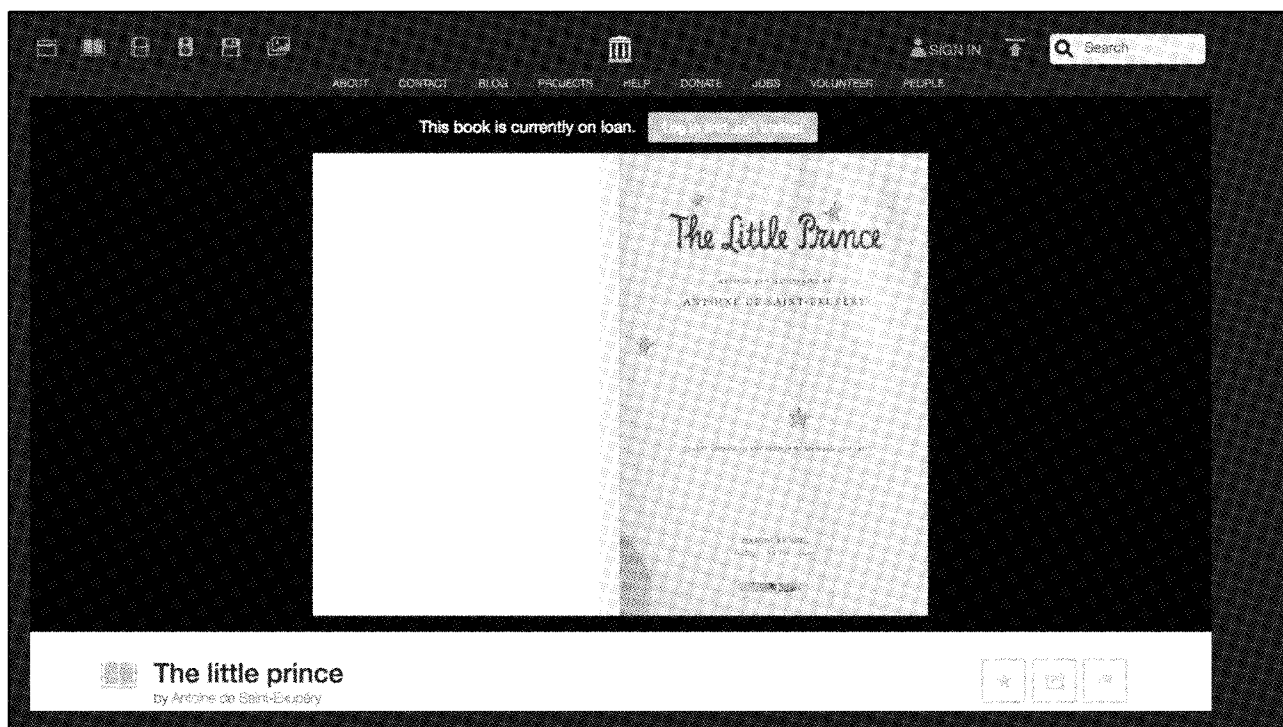 SIGN IN
Search
ABOUT CONTACT BLOG PROJECTS HELP DONATE JOBS VOLUNTEER PEOPLE
This book is currently on loan.
The Little Prince
ANTOINE DE SAINT-EXUPÉRY
The little prince
by Antoine de Saint-Exupéry